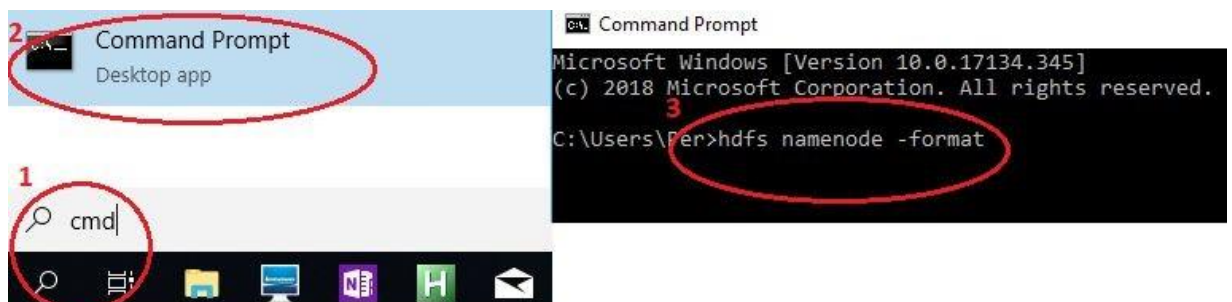 2
Command Prompt
Desktop app
1
cmd
N
H
Command Prompt
Microsoft Windows [Version 10.0.17134.345]
(c) 2018 Microsoft Corporation. All rights reserved.
3
C:\Users\Per>hdfs namenode -format